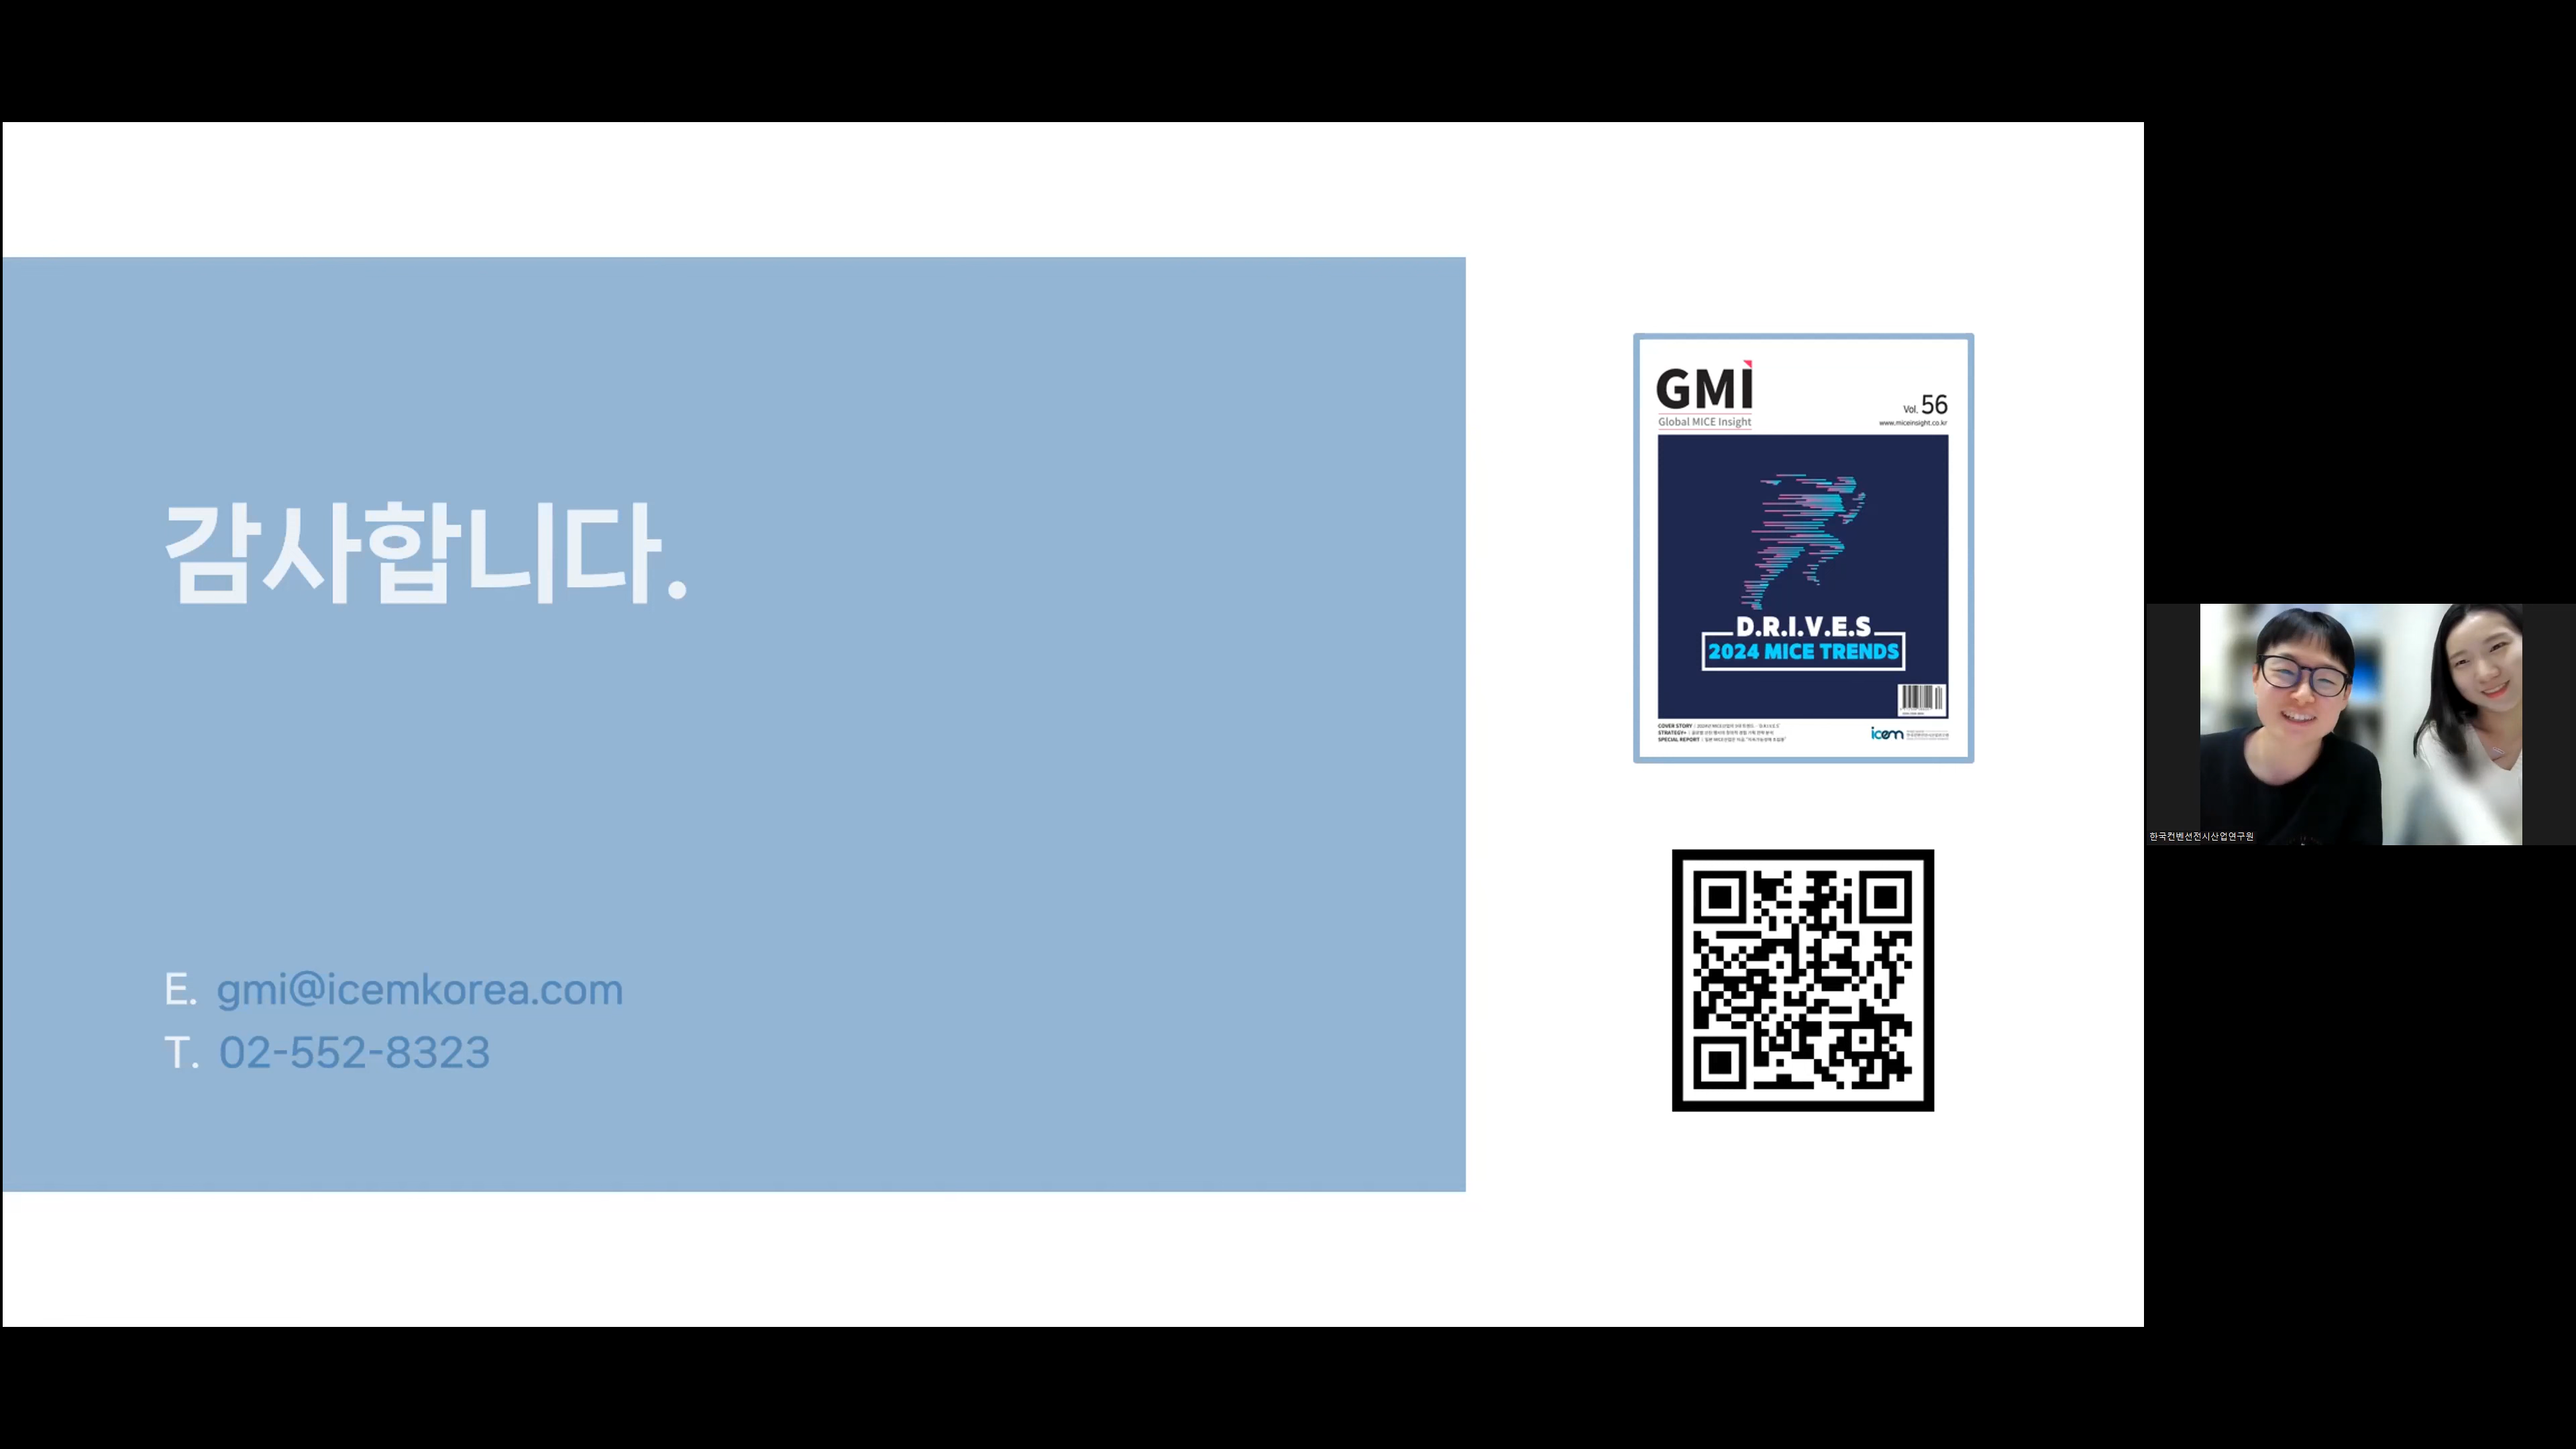 감사합니다.
E. gmi@icemkorea.com
T. 02-552-8323
GMI
Global MICE Insight
Vol. 56
www.miceinsight.co.kr
D.R.I.V.E.S
2024 MICE TRENDS
COVER STORY
STRATEGY+
SPECIAL REPORT
icem
한국컨벤션전시산업연구원